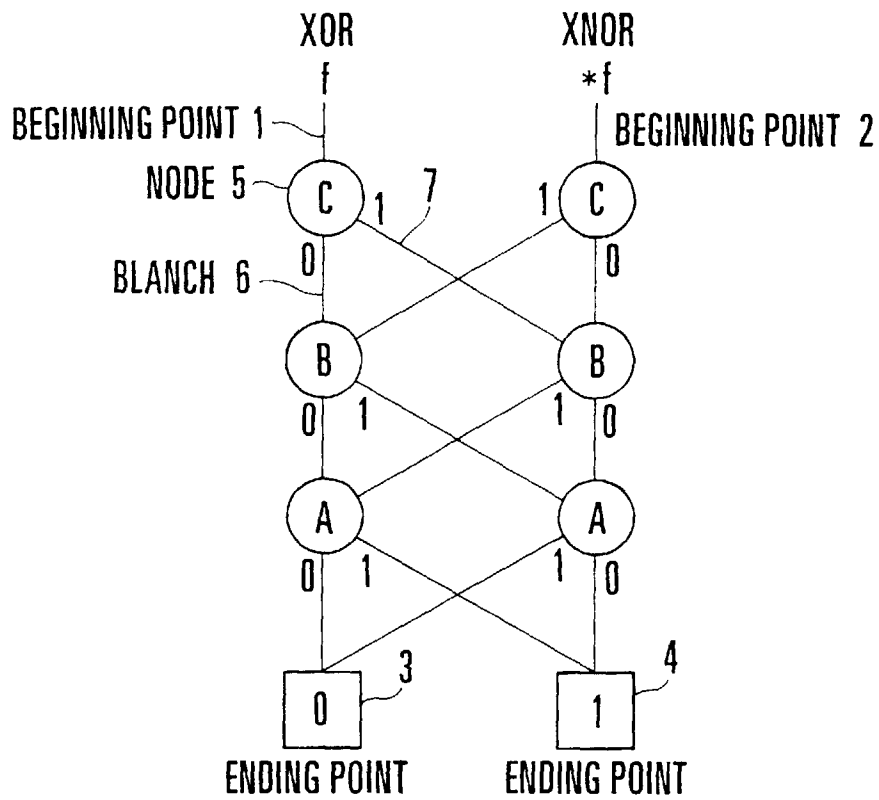 XOR XNOR
f *f
BEGINNING POINT 1 BEGINNING POINT 2
NODE 5 C 1 7 1 C
0 0
BLANCH 6
B B
0 1 1 0
A A
0 1 1 0
3 4
0 1
ENDING POINT ENDING POINT